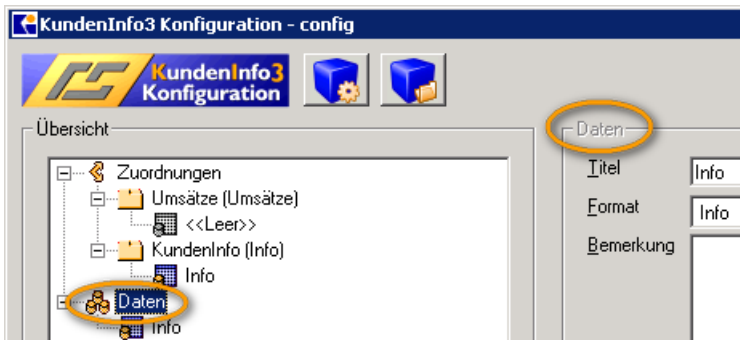 KundenInfo3 Konfiguration - config
KundenInfo3
Konfiguration
Übersicht
Zuordnungen
Umsätze (Umsätze)
<<Leer>>
KundenInfo (Info)
Info
Daten
Info
Daten
Titel
Info
Format
Info
Bemerkung